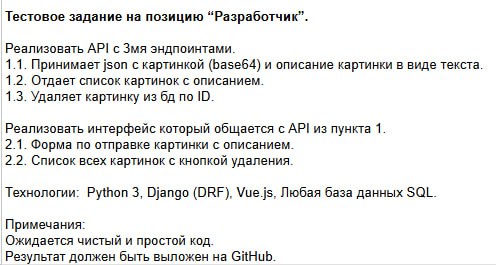 Тестовое задание на позицию “Разработчик”.
Реализовать API с 3мя эндпоинтами.
1.1. Принимает json с картинкой (base64) и описание картинки в виде текста.
1.2. Отдает список картинок с описанием.
1.3. Удаляет картинку из бд по ID.
Реализовать интерфейс который общается с API из пункта 1.
2.1. Форма по отправке картинки с описанием.
2.2. Список всех картинок с кнопкой удаления.
Технологии:  Python 3, Django (DRF), Vue.js, Любая база данных SQL.
Примечания:
Ожидается чистый и простой код.
Результат должен быть выложен на GitHub.